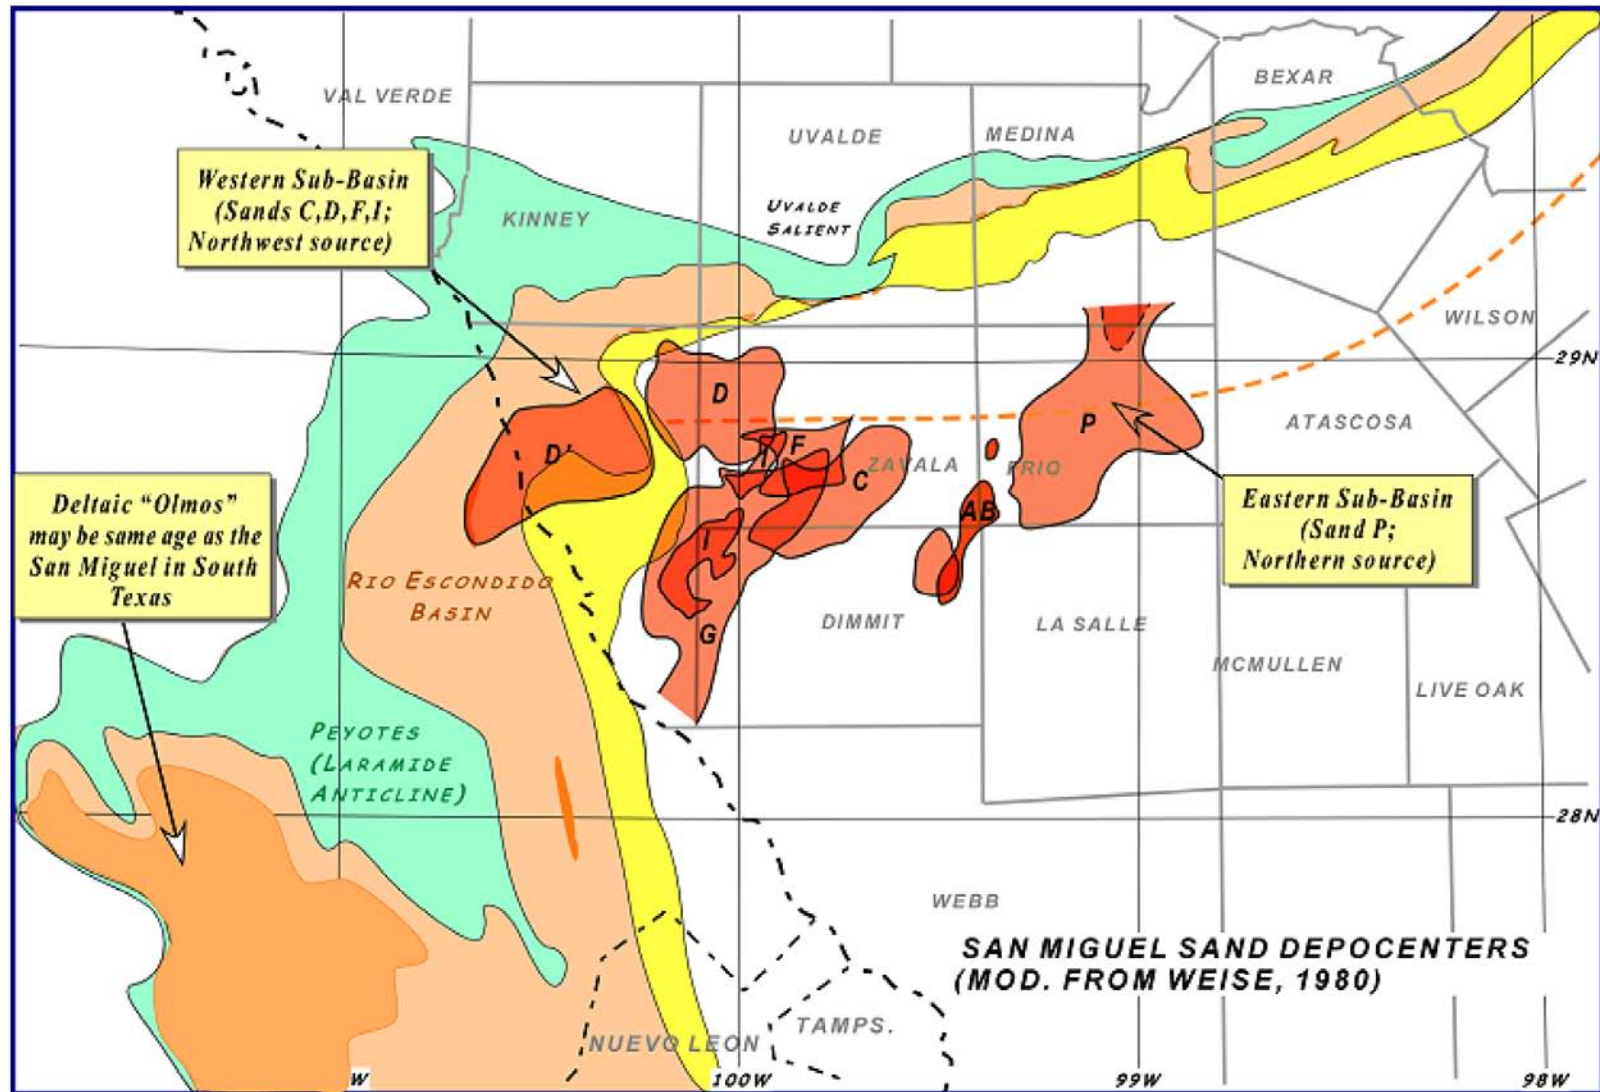 VAL VERDE
BEXAR
UVALDE
MEDINA
Western Sub-Basin
(Sands C,D,F,I;
Northwest source)
KINNEY
UVALDE
SALIENT
WILSON
29N
D
ATASCOSA
P
D'
I
F
C
ZAVALA
FRIO
Deltaic “Olmos”
may be same age as the
San Miguel in South
Texas
AB
Eastern Sub-Basin
(Sand P;
Northern source)
I
RIO ESCONDIDO
BASIN
G
DIMMIT
LA SALLE
MCMULLEN
LIVE OAK
PEYOTES
(LARAMIDE
ANTICLINE)
28N
WEBB
SAN MIGUEL SAND DEPOCENTERS
(MOD. FROM WEISE, 1980)
TAMPS.
NUEVO LEON
W
100W
99W
98W